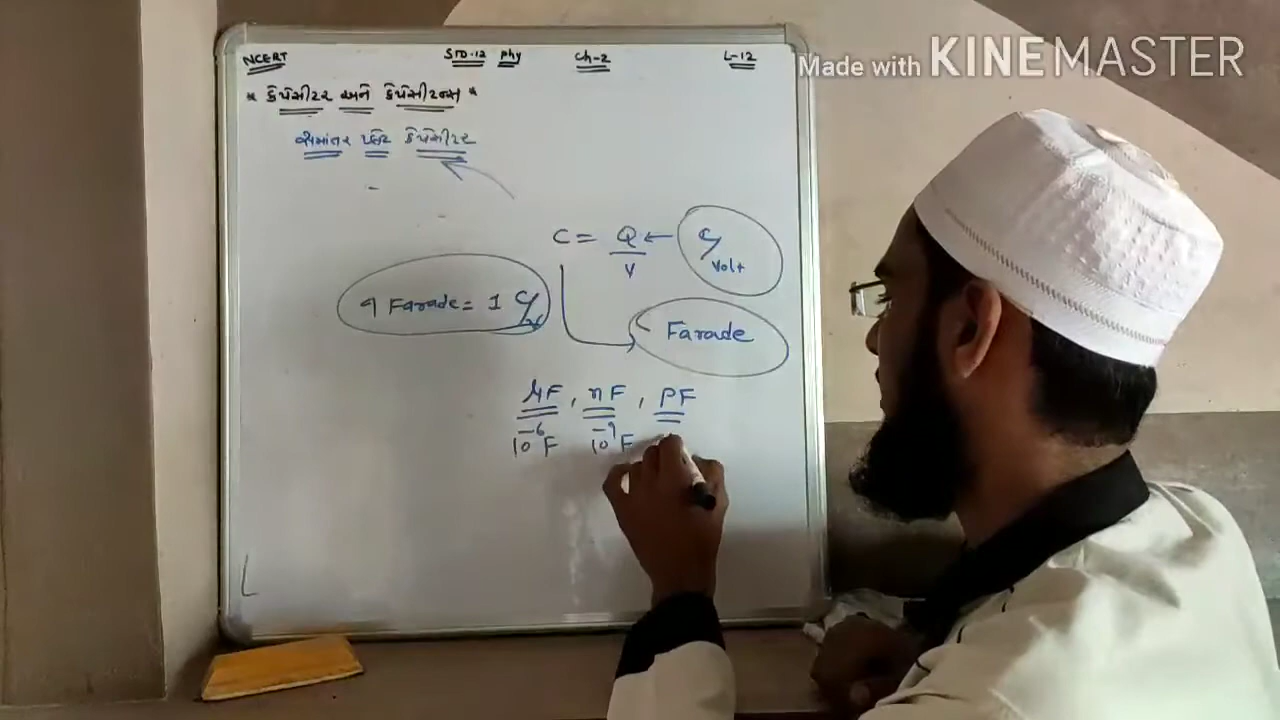 Made with KINEMASTER
NCERT STD-12 Phy Ch-2 L-12
* કેપેસીટર અને કેપેસીટન્સ *
સમાંતર પ્લેટ કેપેસીટર
C = Q/V ← C/Volt
1 Farade = 1 C/V
Farade
μF, nF, PF
10⁻⁶F 10⁻⁹F